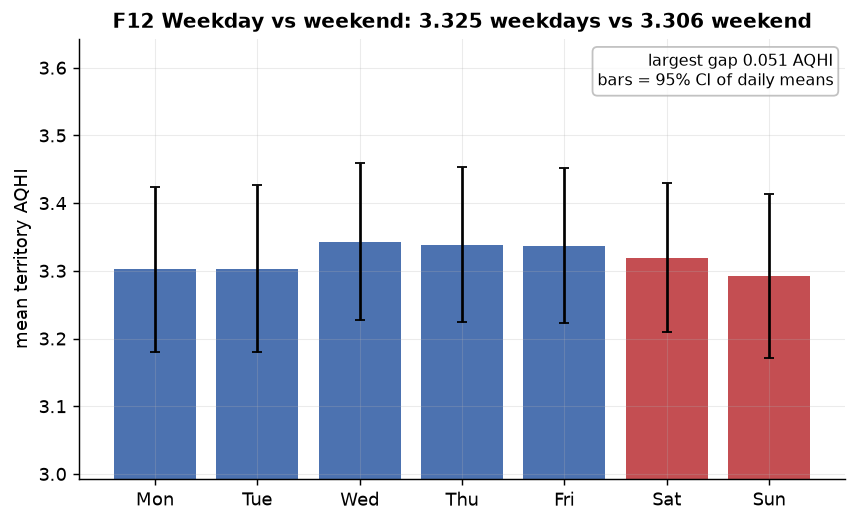 F12 Weekday vs weekend: 3.325 weekdays vs 3.306 weekend
largest gap 0.051 AQHI
bars = 95% CI of daily means
mean territory AQHI
3.6
3.5
3.4
3.3
3.2
3.1
3.0
Mon Tue Wed Thu Fri Sat Sun